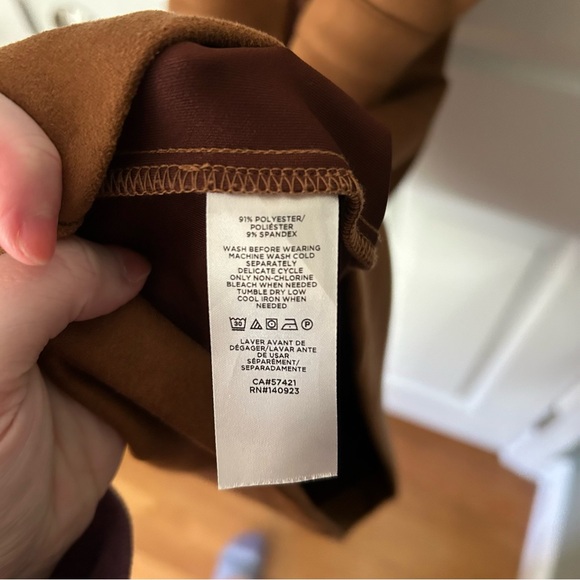 91% POLYESTER/
POLIÉSTER
9% SPANDEX
WASH BEFORE WEARING
MACHINE WASH COLD
SEPARATELY
DELICATE CYCLE
ONLY NON-CHLORINE
BLEACH WHEN NEEDED
TUMBLE DRY LOW
COOL IRON WHEN
NEEDED
30 P
LAVER AVANT DE
DÉGAGER/LAVAR ANTE
DE USAR
SÉPARÉMENT/
SEPARADAMENTE
CA#57421
RN#140923